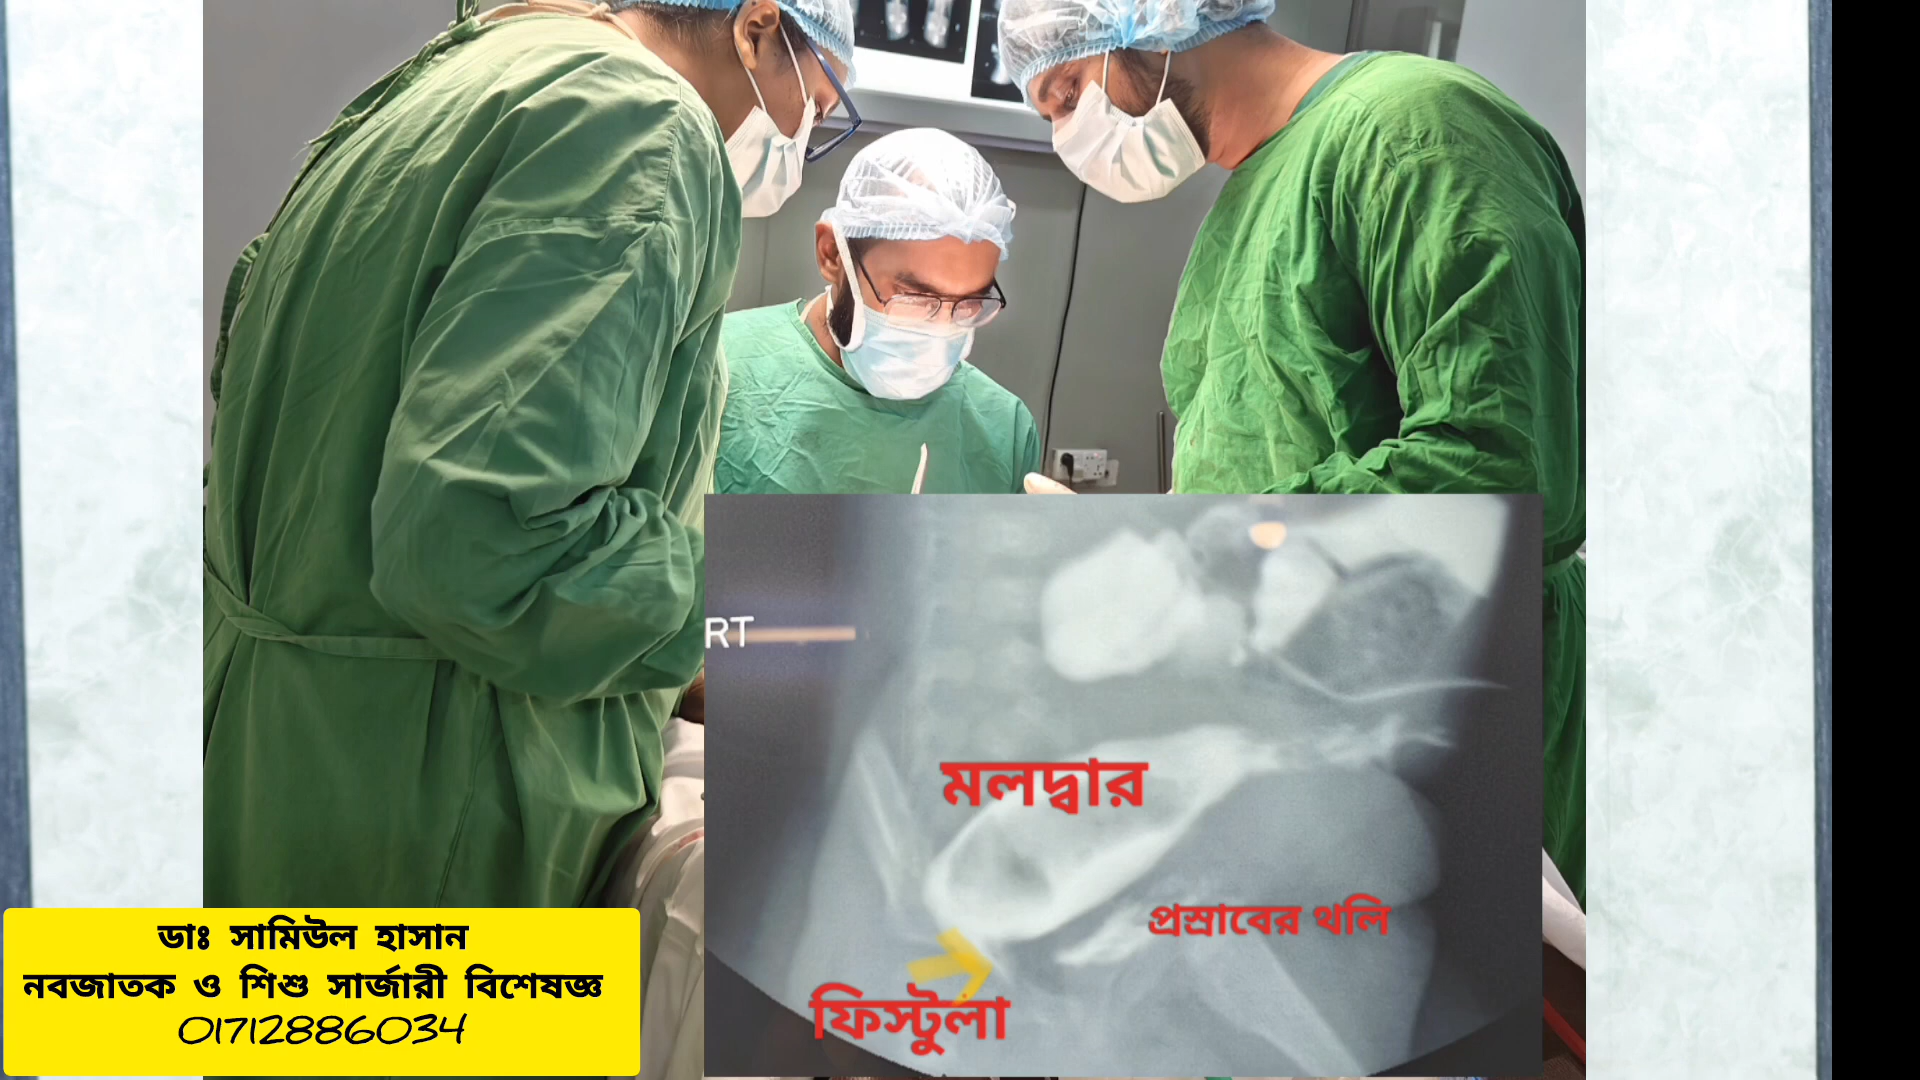 RT
মলদ্বার
প্রস্রাবের থলি
ফিস্টুলা
ডাঃ সামিউল হাসান
নবজাতক ও শিশু সার্জারী বিশেষজ্ঞ
01712886034